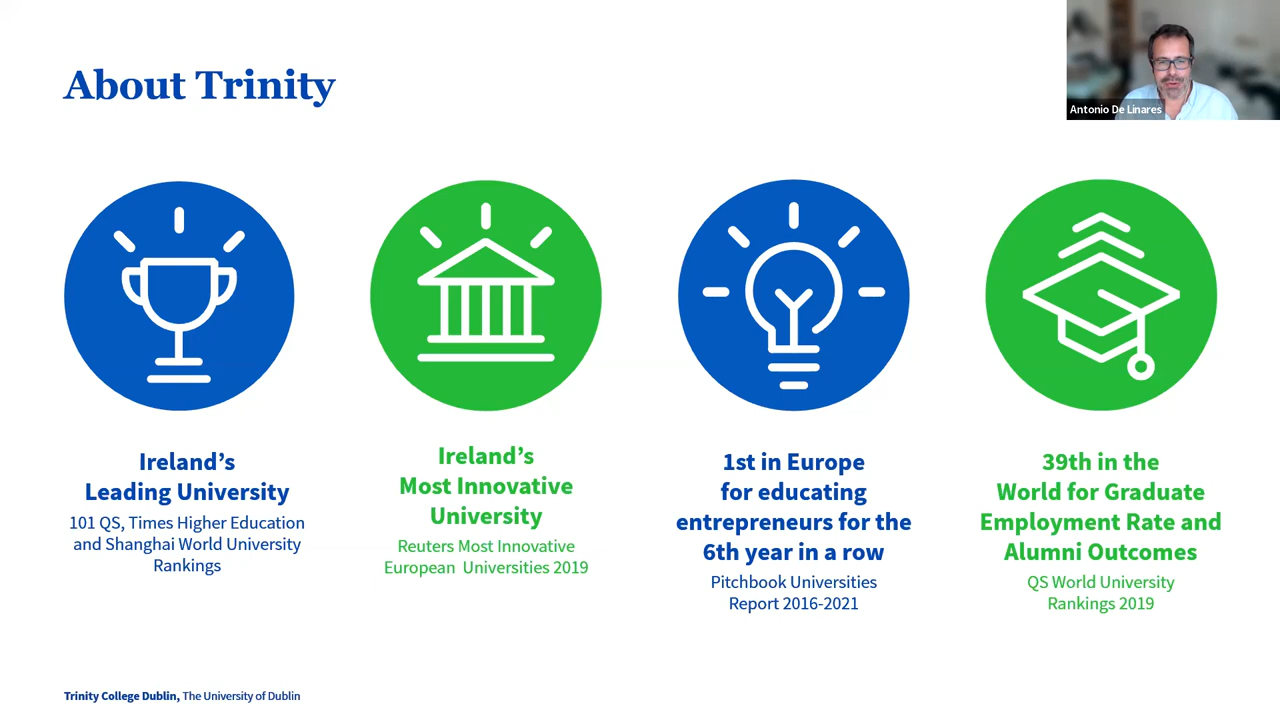 About Trinity
Antonio De Linares
Ireland’s
Leading University
101 QS, Times Higher Education
and Shanghai World University
Rankings
Ireland’s
Most Innovative
University
Reuters Most Innovative
European Universities 2019
1st in Europe
for educating
entrepreneurs for the
6th year in a row
Pitchbook Universities
Report 2016-2021
39th in the
World for Graduate
Employment Rate and
Alumni Outcomes
QS World University
Rankings 2019
Trinity College Dublin, The University of Dublin